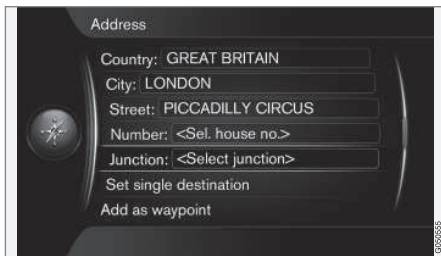 Address
Country: GREAT BRITAIN
City: LONDON
Street: PICCADILLY CIRCUS
Number: <Sel. house no.>
Junction: <Select junction>
Set single destination
Add as waypoint
G050555